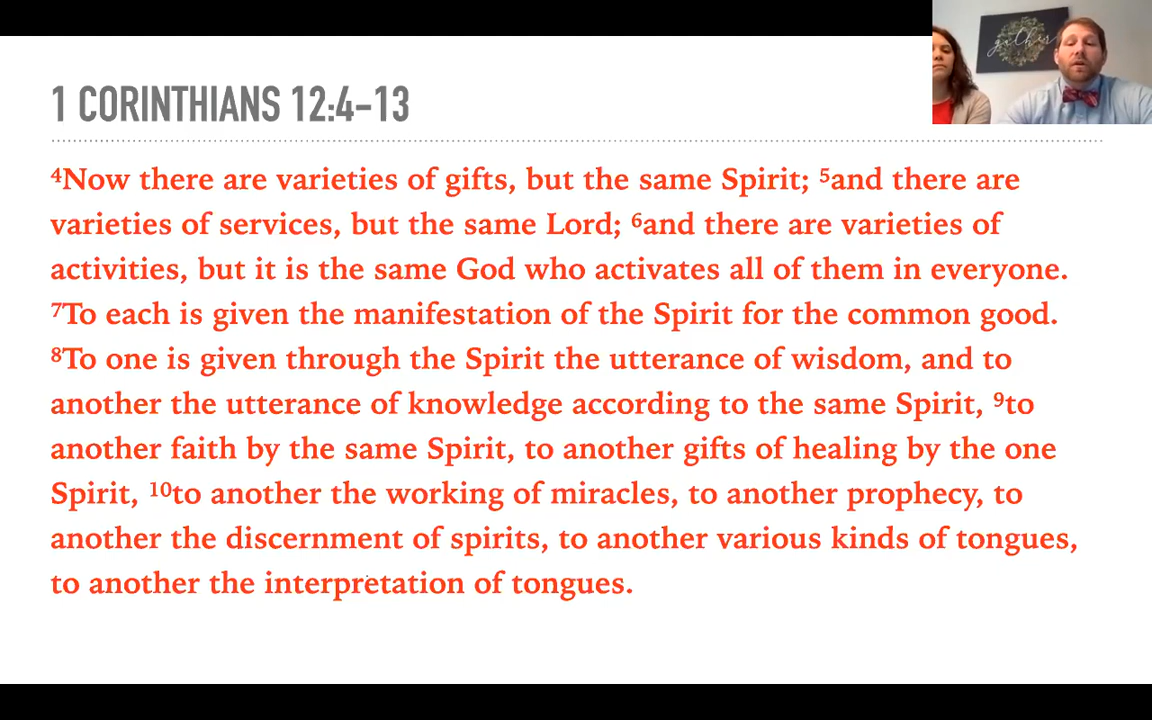 gather
1 CORINTHIANS 12:4–13
⁴Now there are varieties of gifts, but the same Spirit; ⁵and there are
varieties of services, but the same Lord; ⁶and there are varieties of
activities, but it is the same God who activates all of them in everyone.
⁷To each is given the manifestation of the Spirit for the common good.
⁸To one is given through the Spirit the utterance of wisdom, and to
another the utterance of knowledge according to the same Spirit, ⁹to
another faith by the same Spirit, to another gifts of healing by the one
Spirit, ¹⁰to another the working of miracles, to another prophecy, to
another the discernment of spirits, to another various kinds of tongues,
to another the interpretation of tongues.